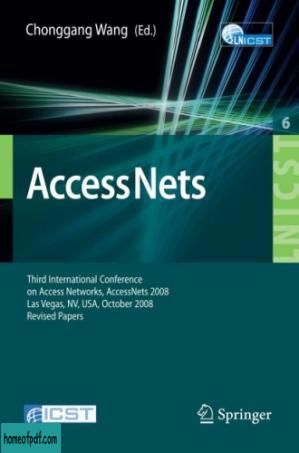 Chonggang Wang (Ed.)
LNICST
6
LNICST
AccessNets
Third International Conference
on Access Networks, AccessNets 2008
Las Vegas, NV, USA, October 2008
Revised Papers
ICST
Springer
homeofpdf.com